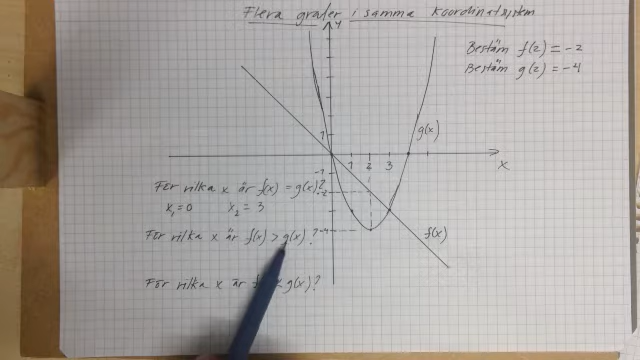 Flera grafer i samma koordinatsystem
y
Bestäm f(2) = -2
Bestäm g(2) = -4
1
g(x)
1 2 3
x
-1
För vilka x är f(x) = g(x)?
-2
x₁ = 0 x₂ = 3
För vilka x är f(x) > g(x)?
-4
f(x)
För vilka x är g(x)?